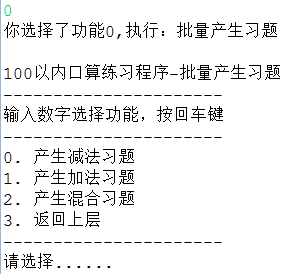 0
你选择了功能0,执行：批量产生习题
100以内口算练习程序-批量产生习题
----------------------
输入数字选择功能，按回车键
----------------------
0. 产生减法习题
1. 产生加法习题
2. 产生混合习题
3. 返回上层
----------------------
请选择......